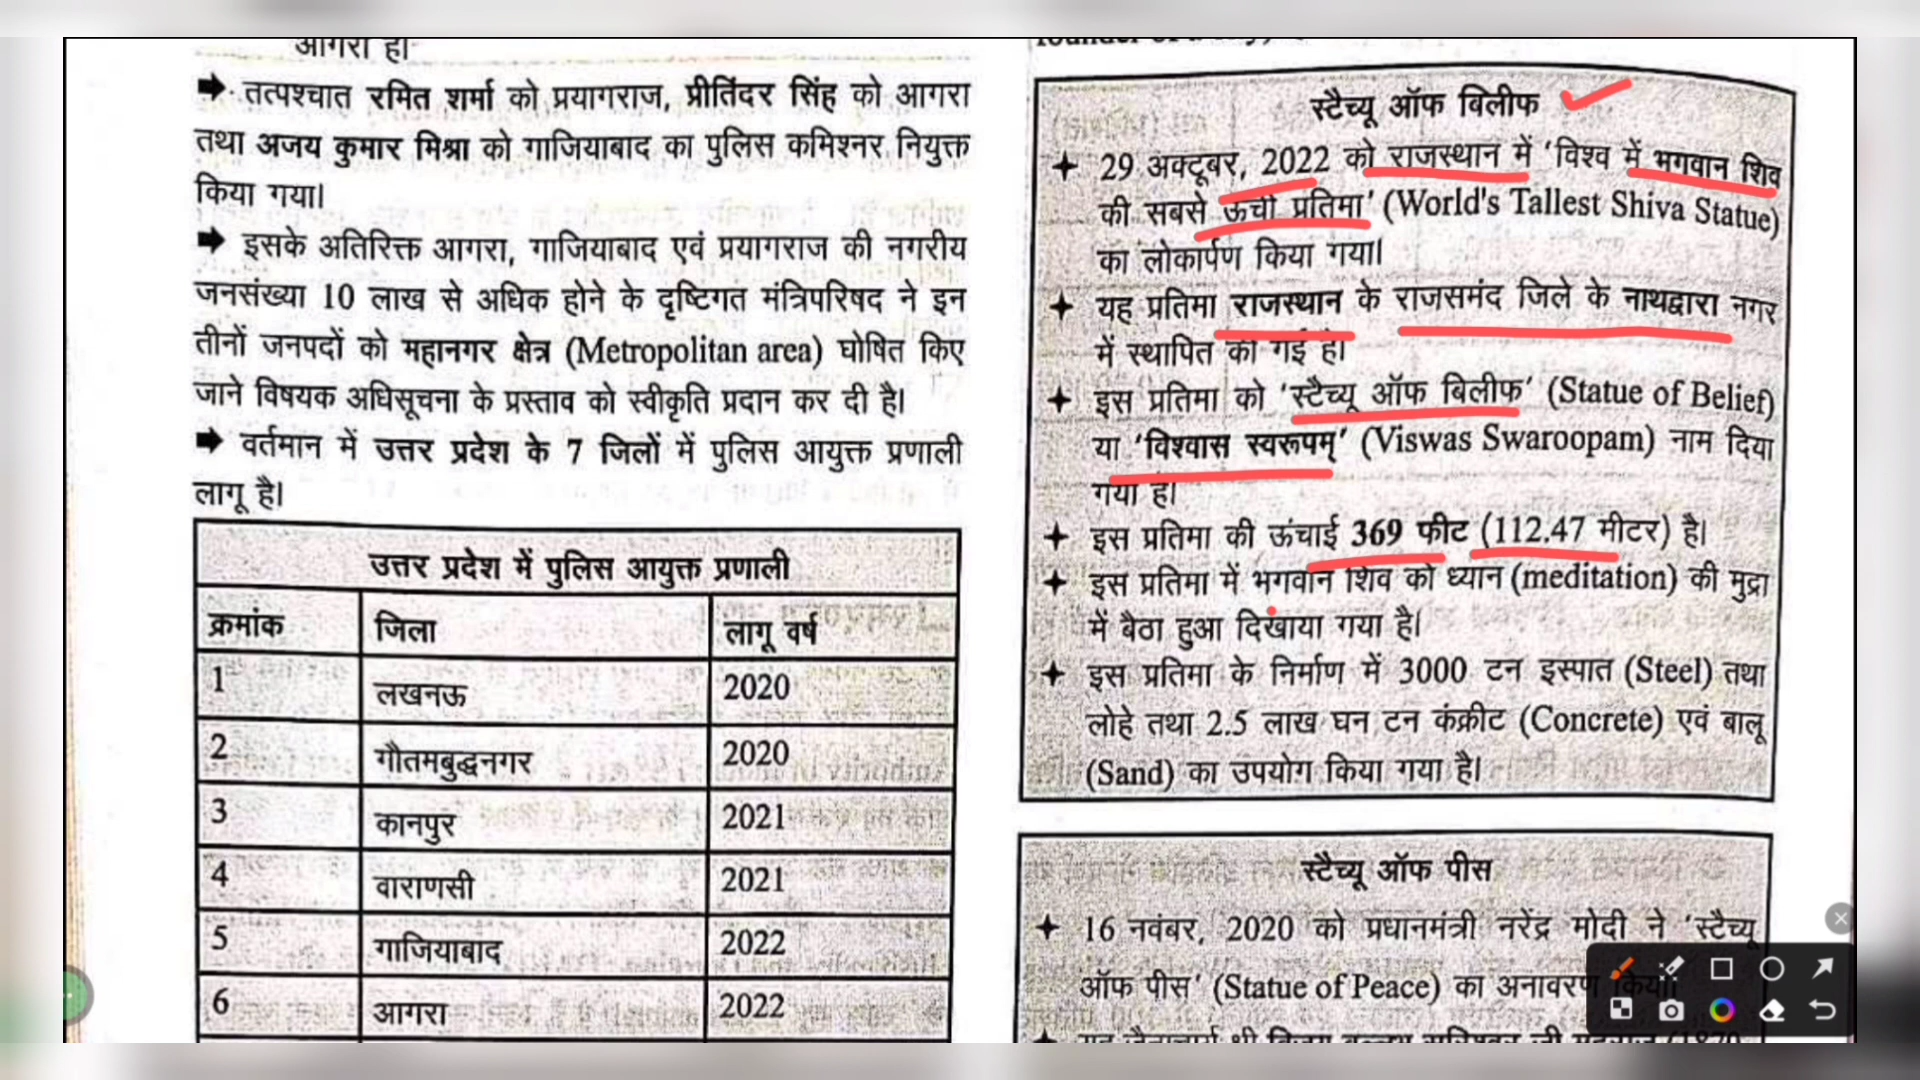 आगरा है।
➡ तत्पश्चात रमित शर्मा को प्रयागराज, प्रीतिंदर सिंह को आगरा
तथा अजय कुमार मिश्रा को गाजियाबाद का पुलिस कमिश्नर नियुक्त
किया गया।
➡ इसके अतिरिक्त आगरा, गाजियाबाद एवं प्रयागराज की नगरीय
जनसंख्या 10 लाख से अधिक होने के दृष्टिगत मंत्रिपरिषद ने इन
तीनों जनपदों को महानगर क्षेत्र (Metropolitan area) घोषित किए
जाने विषयक अधिसूचना के प्रस्ताव को स्वीकृति प्रदान कर दी है।
➡ वर्तमान में उत्तर प्रदेश के 7 जिलों में पुलिस आयुक्त प्रणाली
लागू है।
उत्तर प्रदेश में पुलिस आयुक्त प्रणाली
क्रमांक जिला लागू वर्ष
1 लखनऊ 2020
2 गौतमबुद्धनगर 2020
3 कानपुर 2021
4 वाराणसी 2021
5 गाजियाबाद 2022
6 आगरा 2022
स्टैच्यू ऑफ बिलीफ
✦ 29 अक्टूबर, 2022 को राजस्थान में 'विश्व में भगवान शिव
की सबसे ऊंची प्रतिमा' (World's Tallest Shiva Statue)
का लोकार्पण किया गया।
✦ यह प्रतिमा राजस्थान के राजसमंद जिले के नाथद्वारा नगर
में स्थापित की गई है।
✦ इस प्रतिमा को 'स्टैच्यू ऑफ बिलीफ' (Statue of Belief)
या 'विश्वास स्वरूपम्' (Viswas Swaroopam) नाम दिया
गया है।
✦ इस प्रतिमा की ऊंचाई 369 फीट (112.47 मीटर) है।
✦ इस प्रतिमा में भगवान शिव को ध्यान (meditation) की मुद्रा
में बैठा हुआ दिखाया गया है।
✦ इस प्रतिमा के निर्माण में 3000 टन इस्पात (Steel) तथा
लोहे तथा 2.5 लाख घन टन कंक्रीट (Concrete) एवं बालू
(Sand) का उपयोग किया गया है।
स्टैच्यू ऑफ पीस
✦ 16 नवंबर, 2020 को प्रधानमंत्री नरेंद्र मोदी ने 'स्टैच्यू
ऑफ पीस' (Statue of Peace) का अनावरण किया।